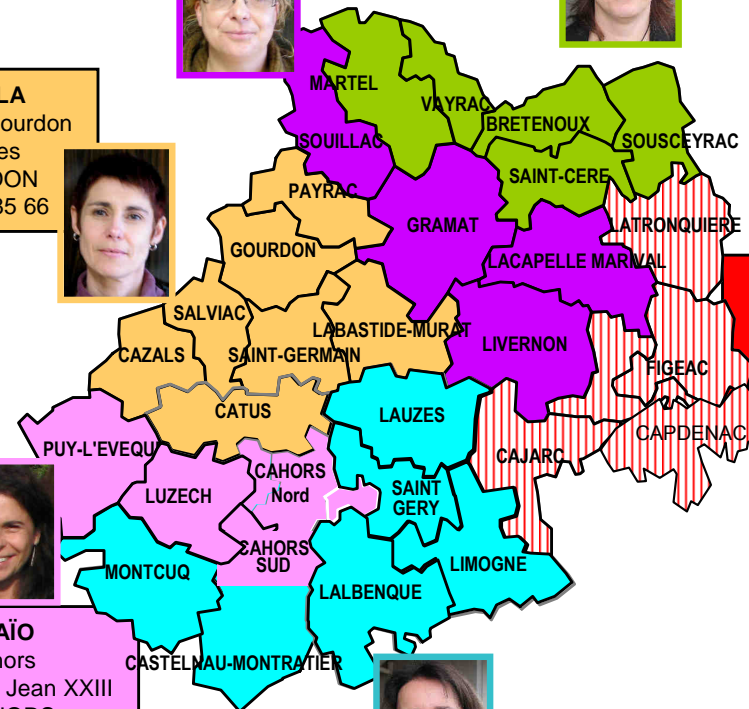 LA
ourdon
es
DON
35 66
MARTEL
VAYRAC
BRETENOUX
SOUILLAC
SOUSCEYRAC
SAINT-CERE
PAYRAC
GRAMAT
LATRONQUIERE
GOURDON
LACAPELLE MARIVAL
SALVIAC
LABASTIDE-MURAT
LIVERNON
CAZALS
SAINT-GERMAIN
FIGEAC
CATUS
LAUZES
CAPDENAC
PUY-L'EVEQU
CAJARC
CAHORS
Nord
LUZECH
SAINT
GERY
CAHORS
SUD
LIMOGNE
MONTCUQ
LALBENQUE
CASTELNAU-MONTRATIER
AÏO
hors
Jean XXIII